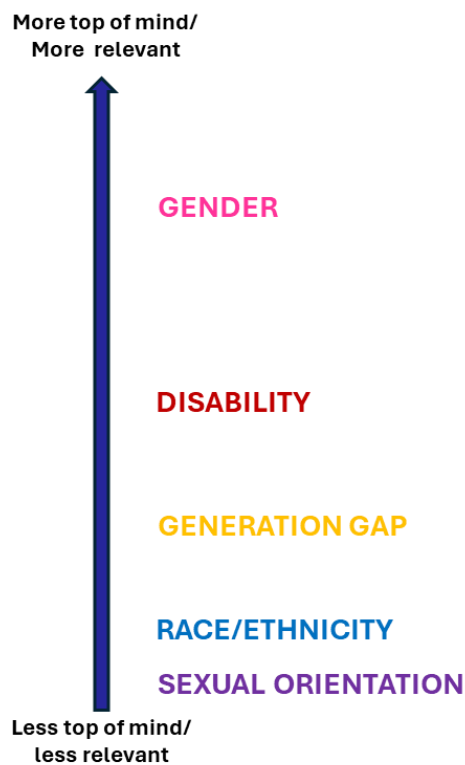 More top of mind/
More relevant
GENDER
DISABILITY
GENERATION GAP
RACE/ETHNICITY
SEXUAL ORIENTATION
Less top of mind/
less relevant